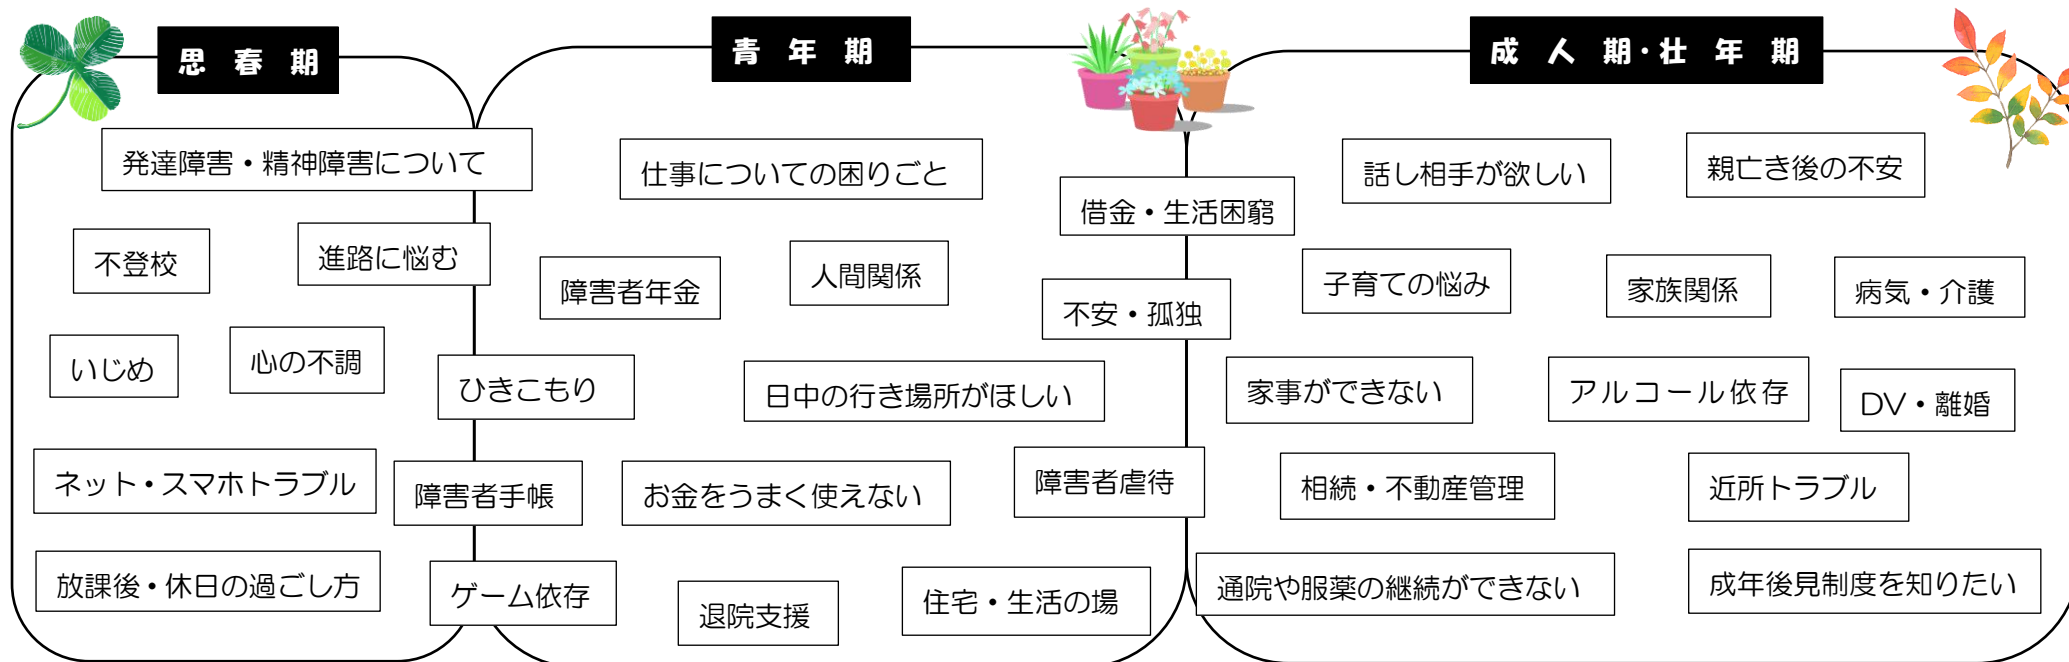 思春期
発達障害・精神障害について
不登校
進路に悩む
いじめ
心の不調
ひきこもり
ネット・スマホトラブル
障害者手帳
放課後・休日の過ごし方
ゲーム依存
青年期
仕事についての困りごと
借金・生活困窮
障害者年金
人間関係
不安・孤独
日中の行き場所がほしい
お金をうまく使えない
障害者虐待
退院支援
住宅・生活の場
成人期・壮年期
話し相手が欲しい
親亡き後の不安
子育ての悩み
家族関係
病気・介護
家事ができない
アルコール依存
DV・離婚
相続・不動産管理
近所トラブル
通院や服薬の継続ができない
成年後見制度を知りたい